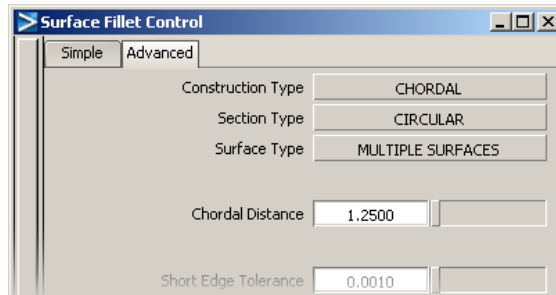 Surface Fillet Control
Simple Advanced
Construction Type CHORDAL
Section Type CIRCULAR
Surface Type MULTIPLE SURFACES
Chordal Distance 1.2500
Short Edge Tolerance 0.0010